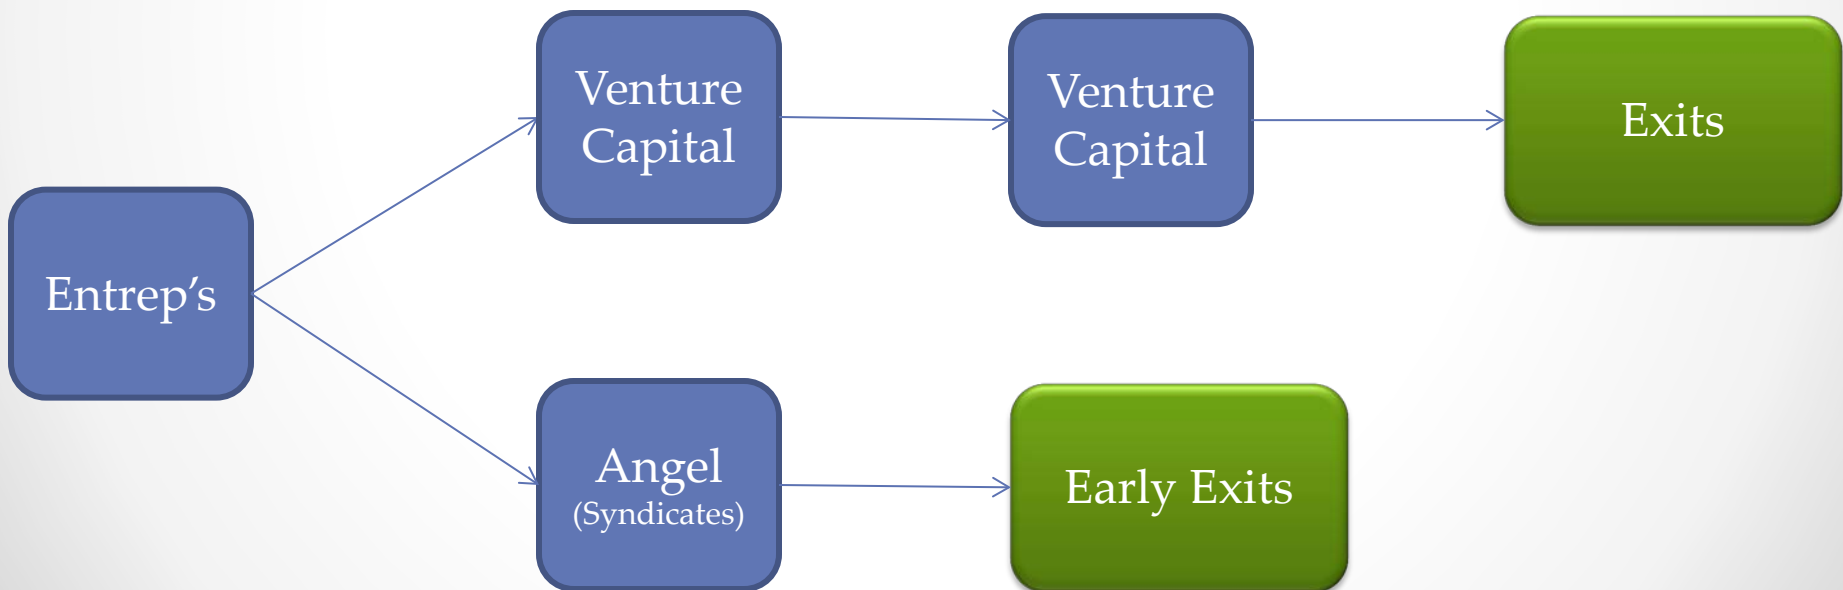 Venture
Capital
Venture
Capital
Exits
Entrep’s
Angel
(Syndicates)
Early Exits